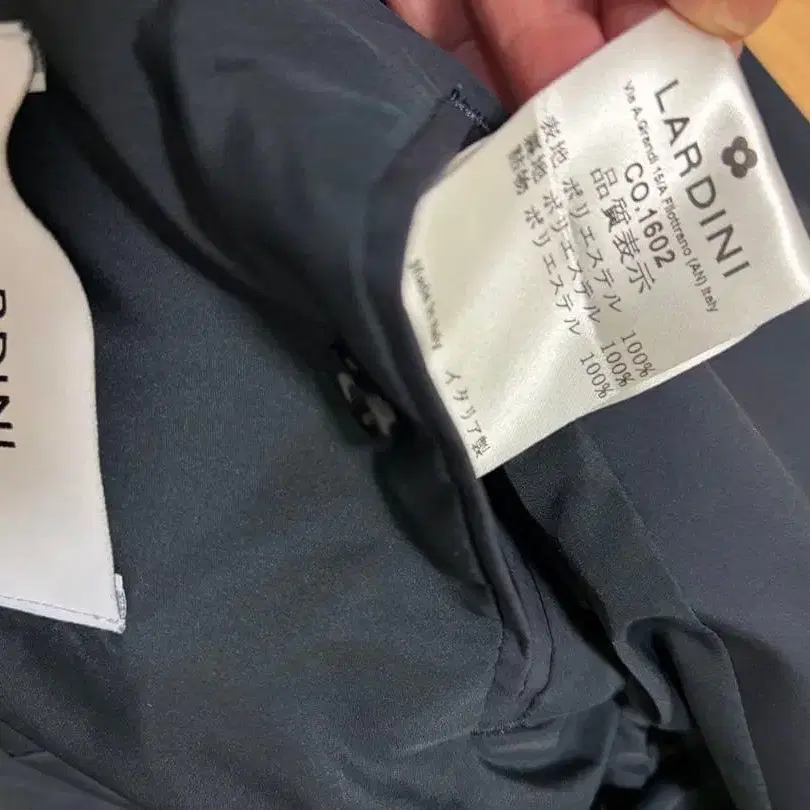 LARDINI
Via A.Grandi 15/A Filottrano (AN) Italy
CO,1602
品質表示
表地 ポリエステル 100%
裏地 ポリエステル 100%
胎物 ポリエステル 100%
Made in Italy イタリア製
RDINI